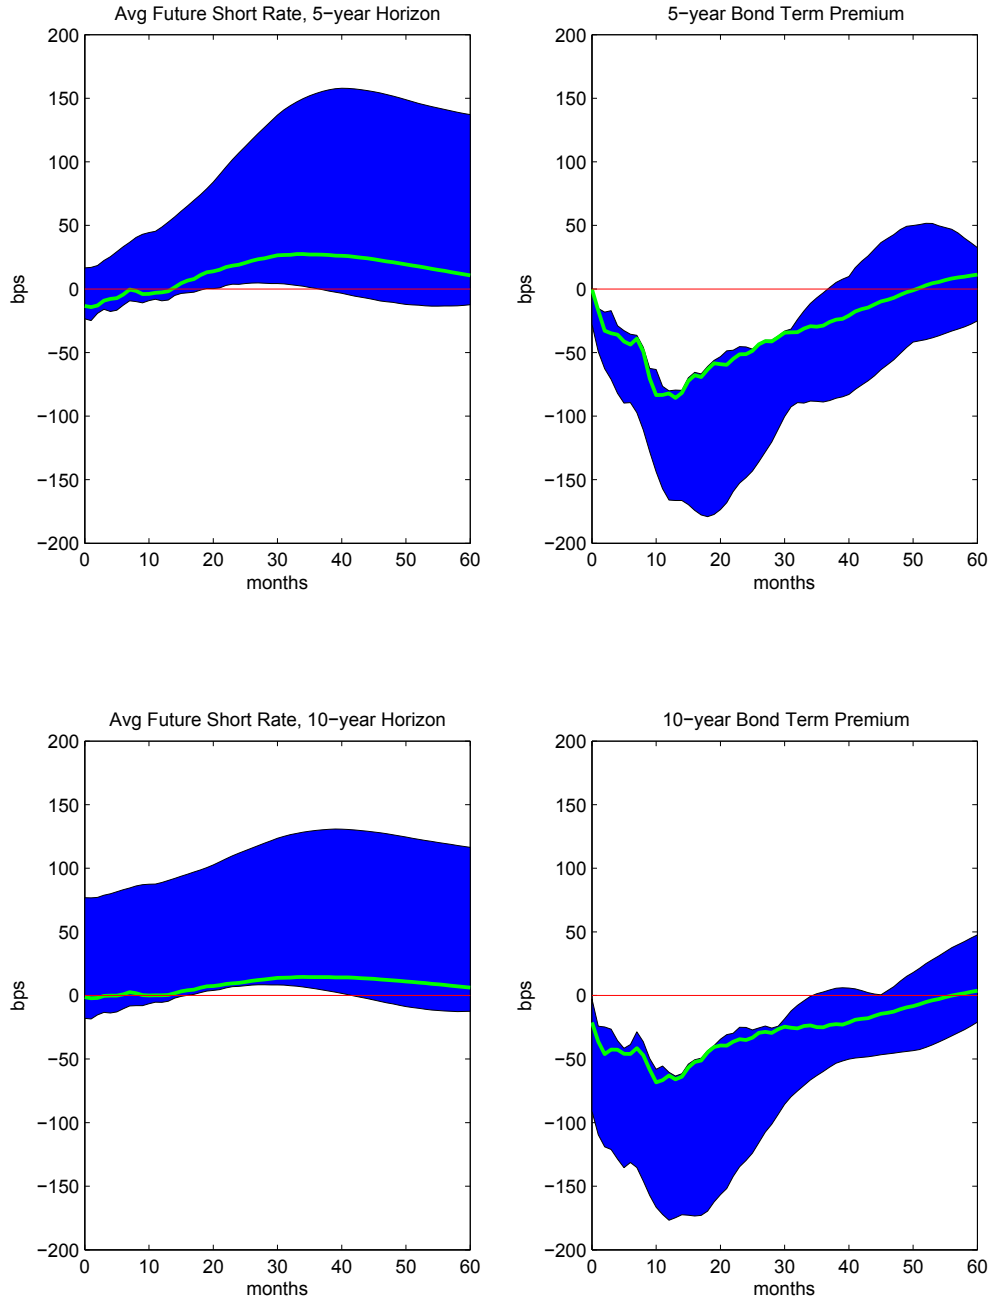 Avg Future Short Rate, 5−year Horizon
200
150
100
50
0
−50
−100
−150
−200
bps
0 10 20 30 40 50 60
months
5−year Bond Term Premium
200
150
100
50
0
−50
−100
−150
−200
bps
0 10 20 30 40 50 60
months
Avg Future Short Rate, 10−year Horizon
200
150
100
50
0
−50
−100
−150
−200
bps
0 10 20 30 40 50 60
months
10−year Bond Term Premium
200
150
100
50
0
−50
−100
−150
−200
bps
0 10 20 30 40 50 60
months